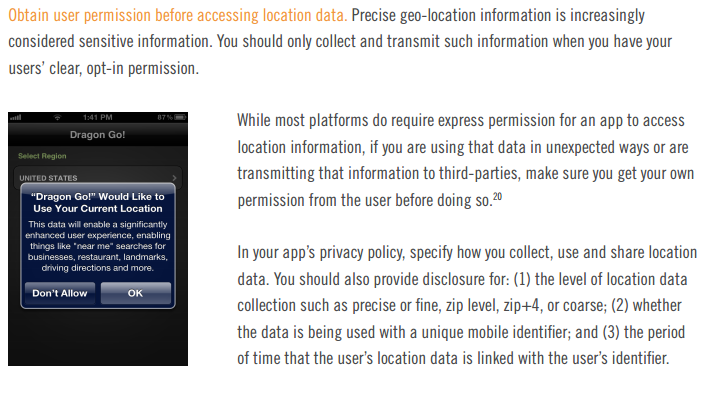 Obtain user permission before accessing location data. Precise geo-location information is increasingly
considered sensitive information. You should only collect and transmit such information when you have your
users' clear, opt-in permission.
1:41 PM 87%
Dragon Go!
Select Region
UNITED STATES
"Dragon Go!" Would Like to
Use Your Current Location
This data will enable a significantly
enhanced user experience, enabling
things like "near me" searches for
businesses, restaurant, landmarks,
driving directions and more.
Don't Allow OK
While most platforms do require express permission for an app to access
location information, if you are using that data in unexpected ways or are
transmitting that information to third-parties, make sure you get your own
permission from the user before doing so.20
In your app's privacy policy, specify how you collect, use and share location
data. You should also provide disclosure for: (1) the level of location data
collection such as precise or fine, zip level, zip+4, or coarse; (2) whether
the data is being used with a unique mobile identifier; and (3) the period
of time that the user's location data is linked with the user's identifier.